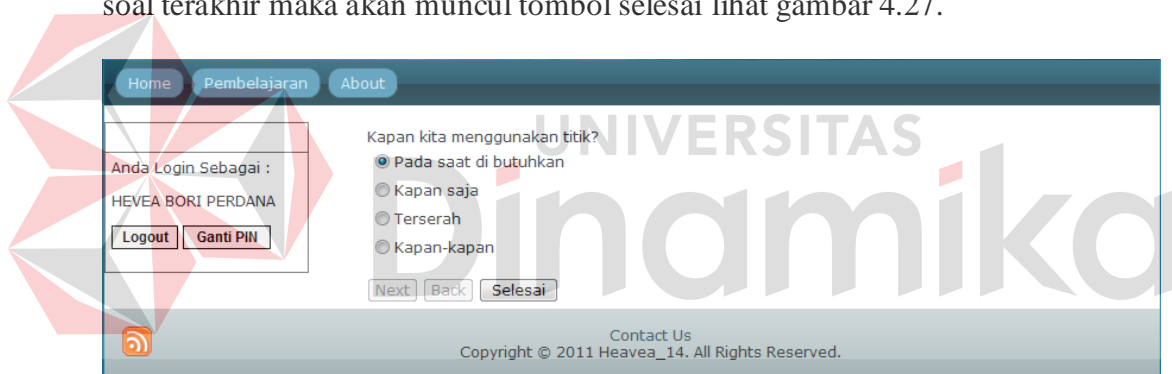 soal terakhir maka akan muncul tombol selesai lihat gambar 4.27.
Home Pembelajaran About
UNIVERSITAS
Dinamika
Anda Login Sebagai :
HEVEA BORI PERDANA
Logout Ganti PIN
Kapan kita menggunakan titik?
Pada saat di butuhkan
Kapan saja
Terserah
Kapan-kapan
Next Back Selesai
Contact Us
Copyright © 2011 Heavea_14. All Rights Reserved.